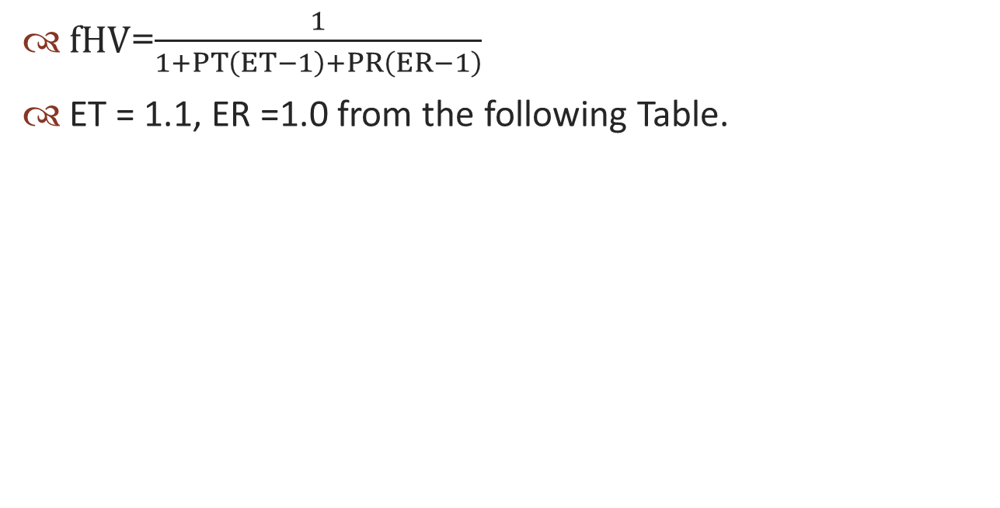 fHV=1/(1+PT(ET−1)+PR(ER−1))
ET = 1.1, ER =1.0 from the following Table.